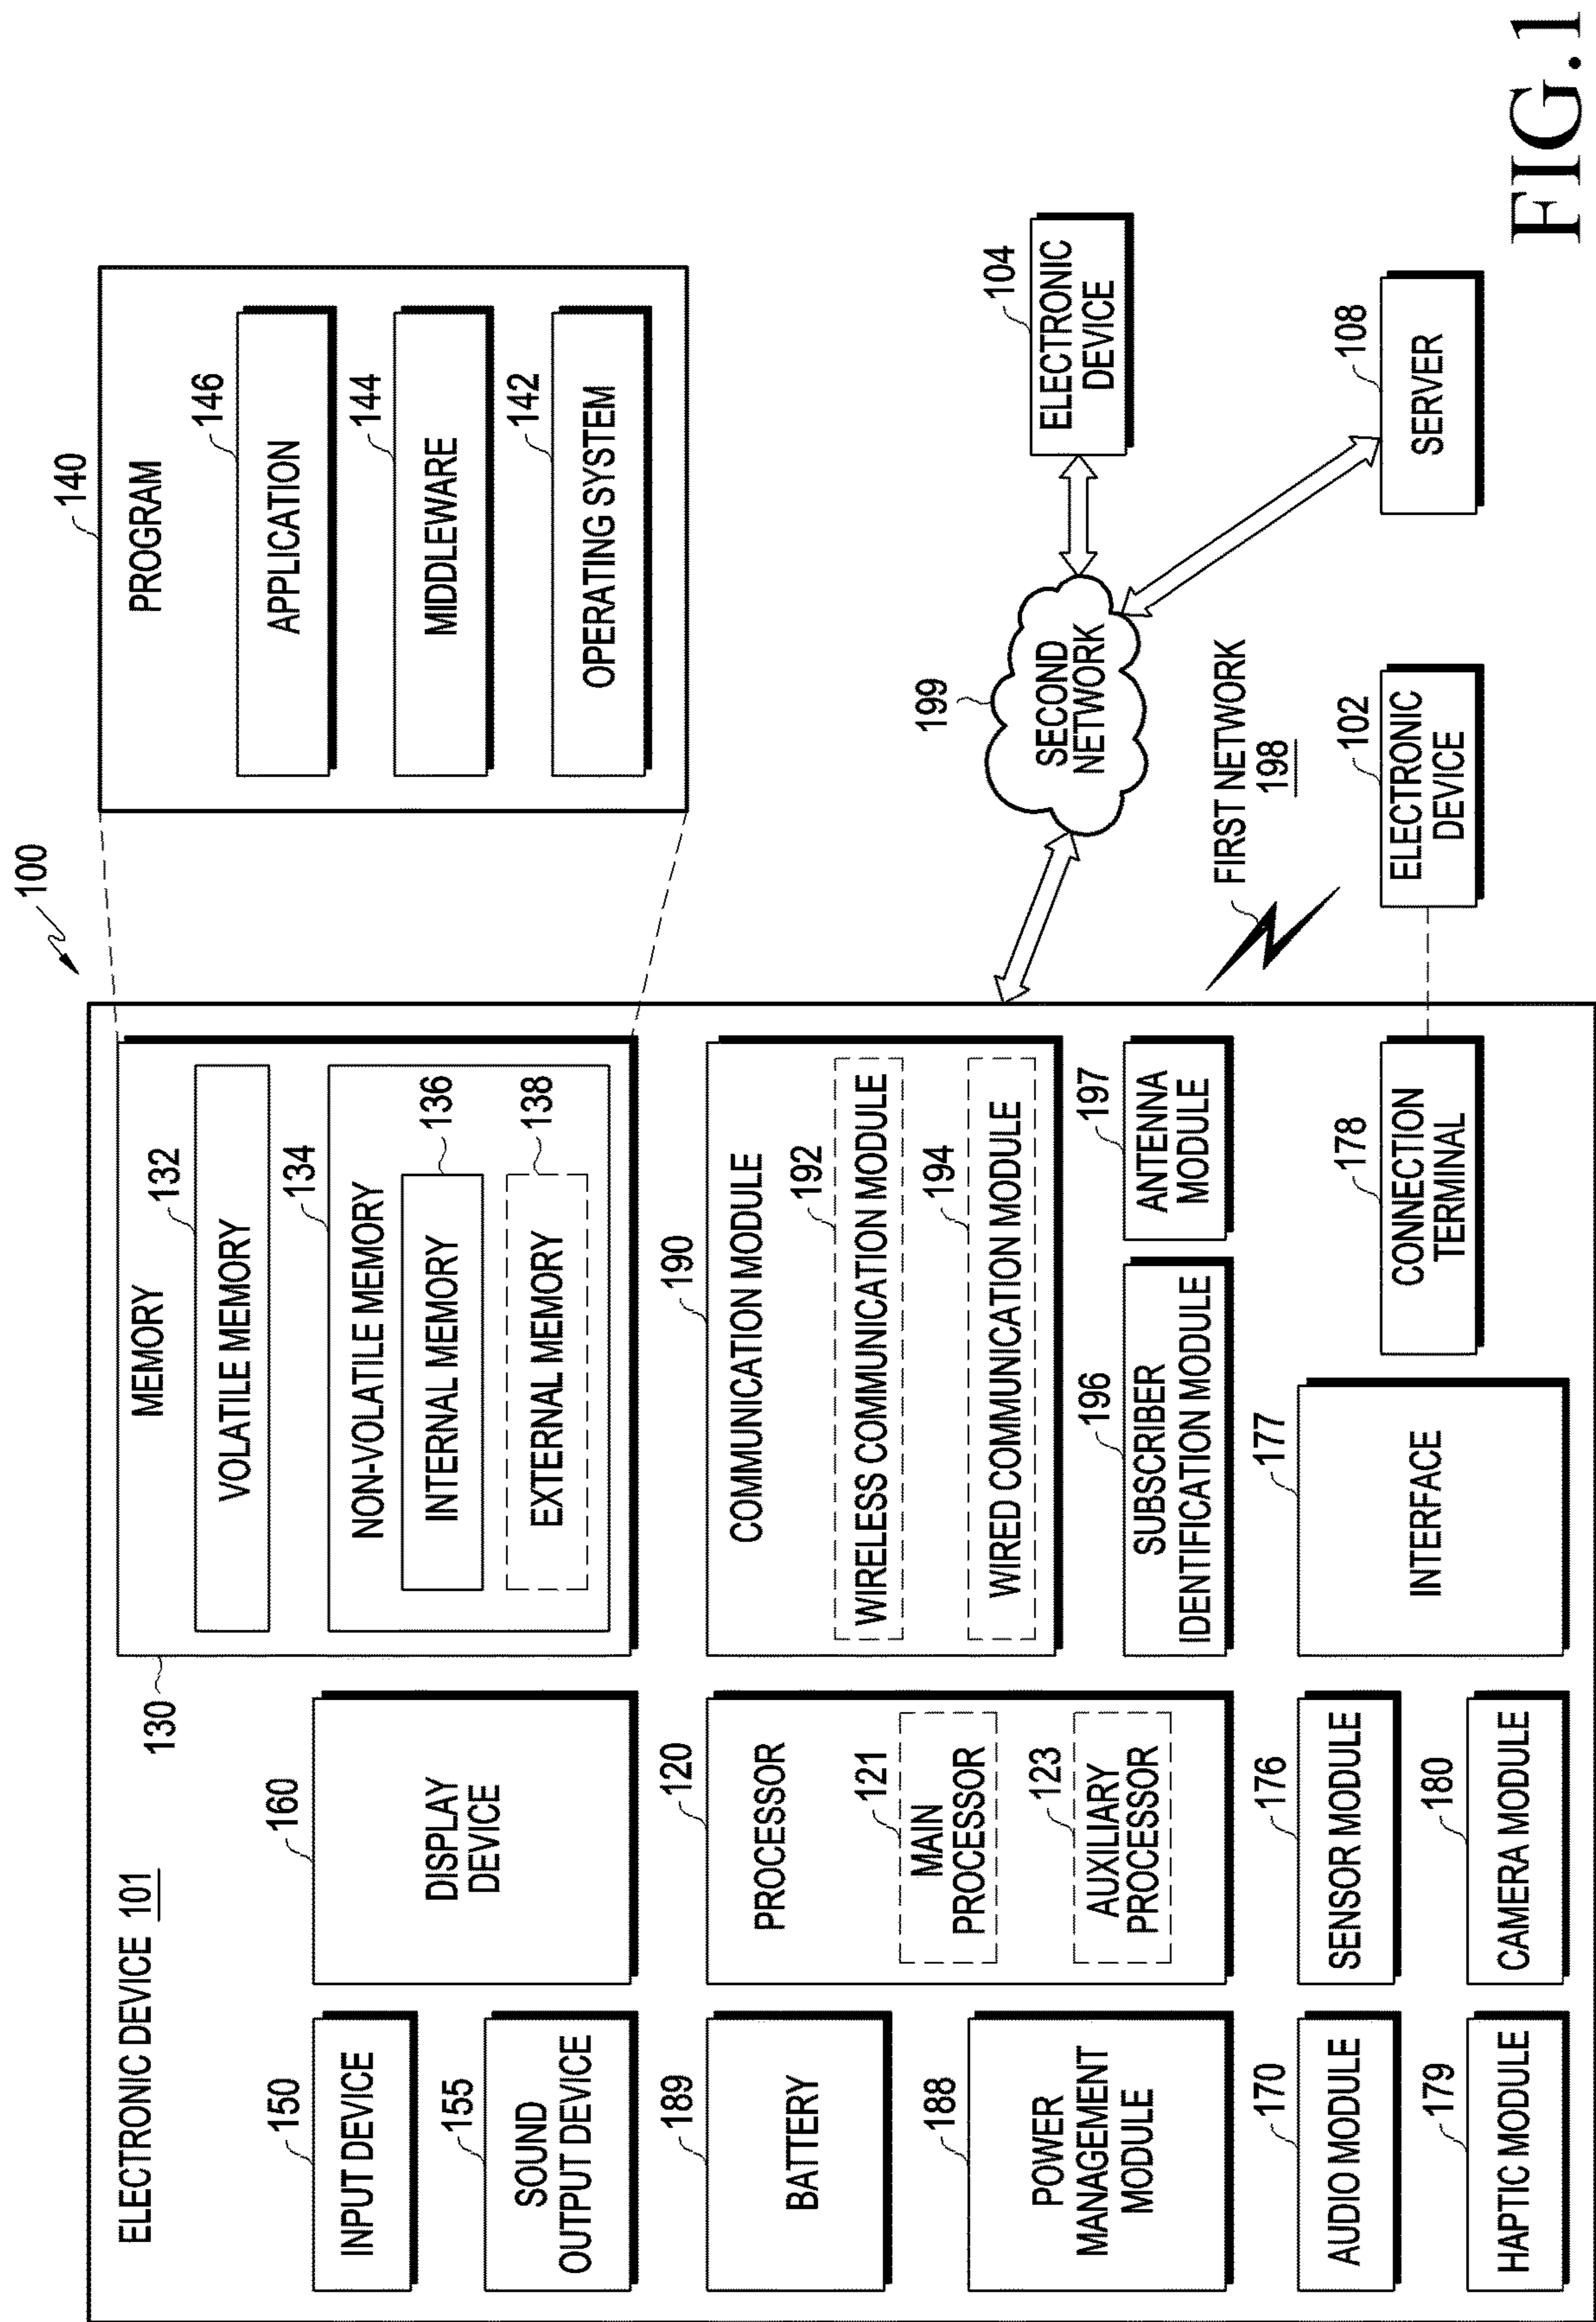 100
ELECTRONIC DEVICE 101
130
MEMORY
132
VOLATILE MEMORY
134
NON-VOLATILE MEMORY
136
INTERNAL MEMORY
138
EXTERNAL MEMORY
140
PROGRAM
146
APPLICATION
144
MIDDLEWARE
142
OPERATING SYSTEM
150
INPUT DEVICE
155
SOUND
OUTPUT DEVICE
160
DISPLAY
DEVICE
189
BATTERY
188
POWER
MANAGEMENT
MODULE
120
PROCESSOR
121
MAIN
PROCESSOR
123
AUXILIARY
PROCESSOR
190
COMMUNICATION MODULE
192
WIRELESS COMMUNICATION MODULE
194
WIRED COMMUNICATION MODULE
196
SUBSCRIBER
IDENTIFICATION MODULE
197
ANTENNA
MODULE
170
AUDIO MODULE
176
SENSOR MODULE
177
INTERFACE
178
CONNECTION
TERMINAL
179
HAPTIC MODULE
180
CAMERA MODULE
199
SECOND
NETWORK
104
ELECTRONIC
DEVICE
FIRST NETWORK
198
102
ELECTRONIC
DEVICE
108
SERVER
FIG.1